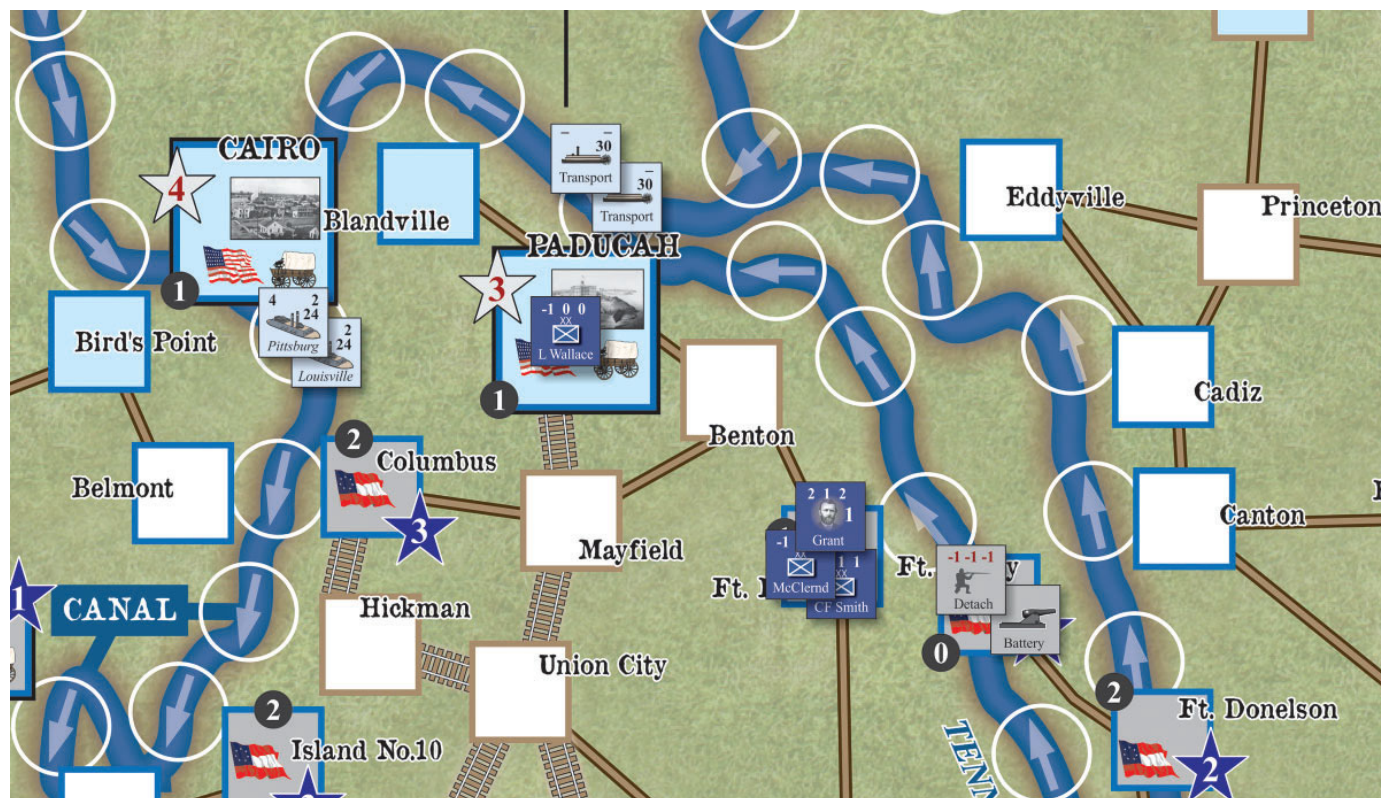 CAIRO
4
1
Blandville
– –
30
Transport
–
30
Transport
PADUCAH
3
-1 0 0
XX
L Wallace
1
Eddyville
Princeton
Bird's Point
4 2
24
Pittsburg
2
24
Louisville
Cadiz
Benton
2
Columbus
3
Belmont
Mayfield
Canton
2 1 2
1
Grant
-1
XX
McClernd
1 1
XX
CF Smith
Ft.
Ft.
-1 -1 -1
Detach
Battery
0
1
CANAL
Hickman
Union City
2
Ft. Donelson
2
2
Island No.10
TENN